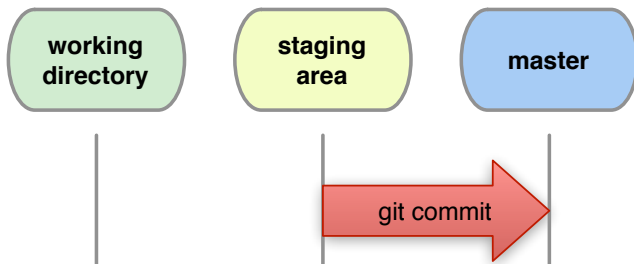 working
directory
staging
area
master
git commit